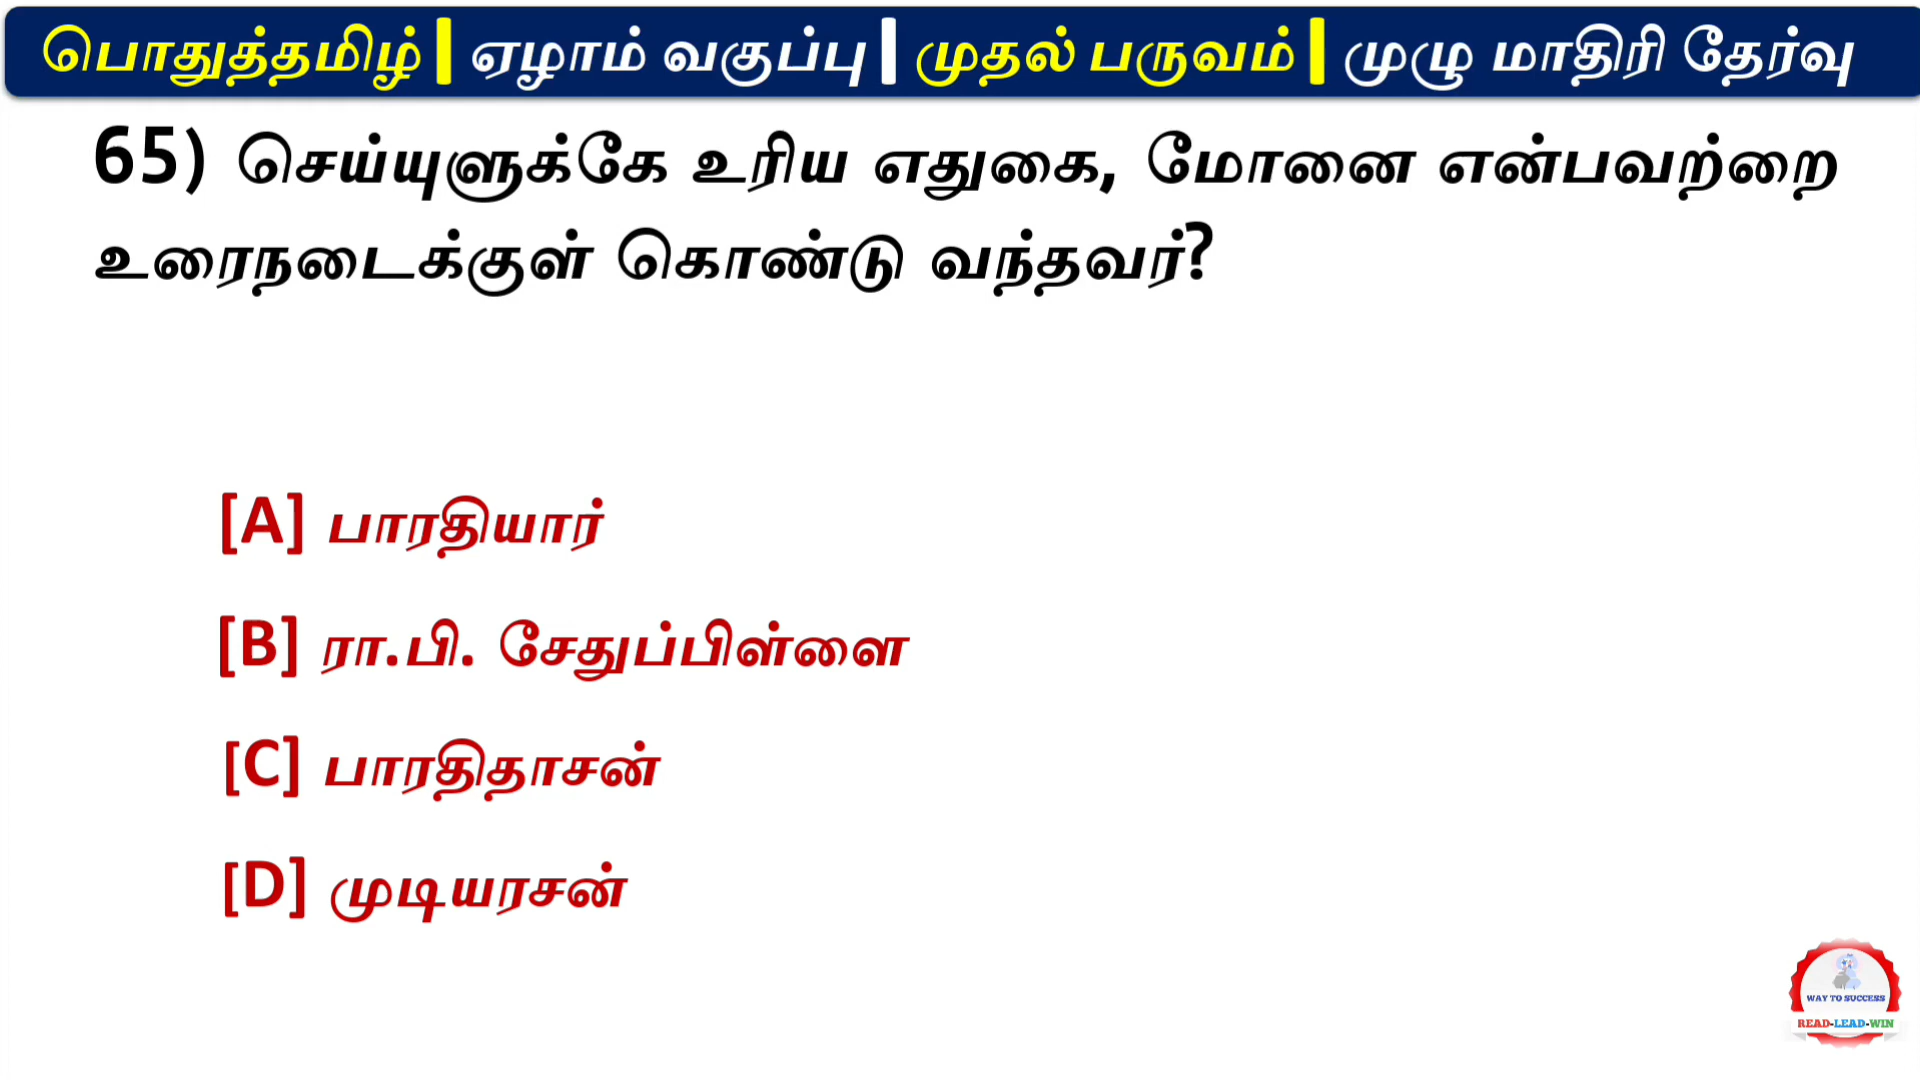 பொதுத்தமிழ் | ஏழாம் வகுப்பு | முதல் பருவம் | முழு மாதிரி தேர்வு
65) செய்யுளுக்கே உரிய எதுகை, மோனை என்பவற்றை
உரைநடைக்குள் கொண்டு வந்தவர்?
[A] பாரதியார்
[B] ரா.பி. சேதுப்பிள்ளை
[C] பாரதிதாசன்
[D] முடியரசன்
WAY TO SUCCESS
READ-LEAD-WIN